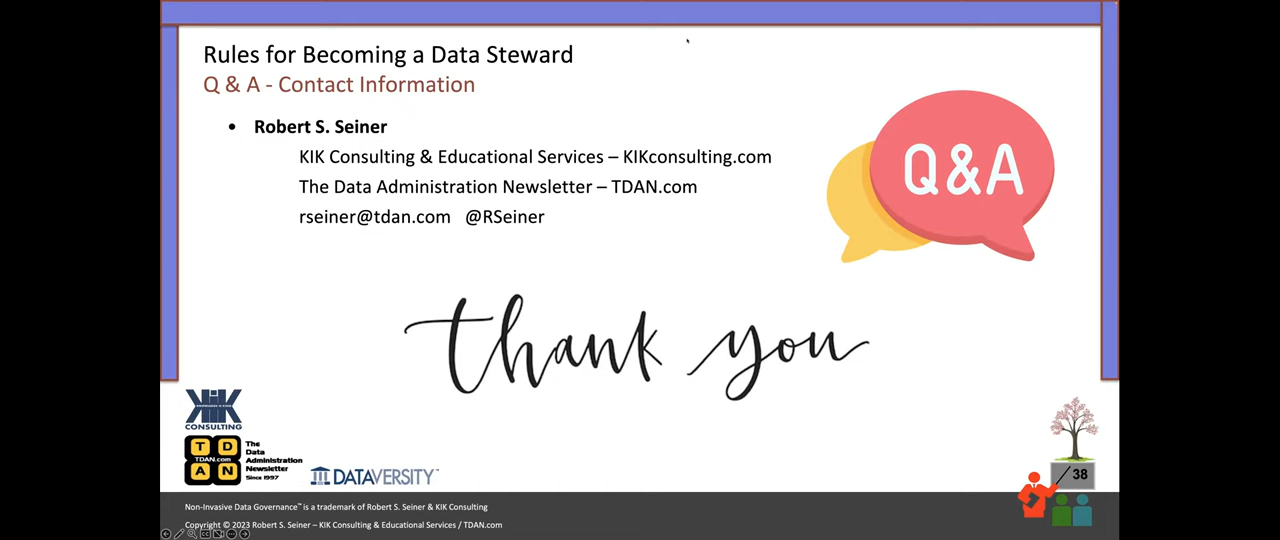 Rules for Becoming a Data Steward
Q & A - Contact Information
• Robert S. Seiner
KIK Consulting & Educational Services – KIKconsulting.com
The Data Administration Newsletter – TDAN.com
rseiner@tdan.com @RSeiner
Q&A
thank you
KIK
CONSULTING
T D
TDAN.com
A N
The
Data
Administration
Newsletter
Since 1997
DATAVERSITY
38
Non-Invasive Data Governance™ is a trademark of Robert S. Seiner & KIK Consulting
Copyright © 2023 Robert S. Seiner – KIK Consulting & Educational Services / TDAN.com